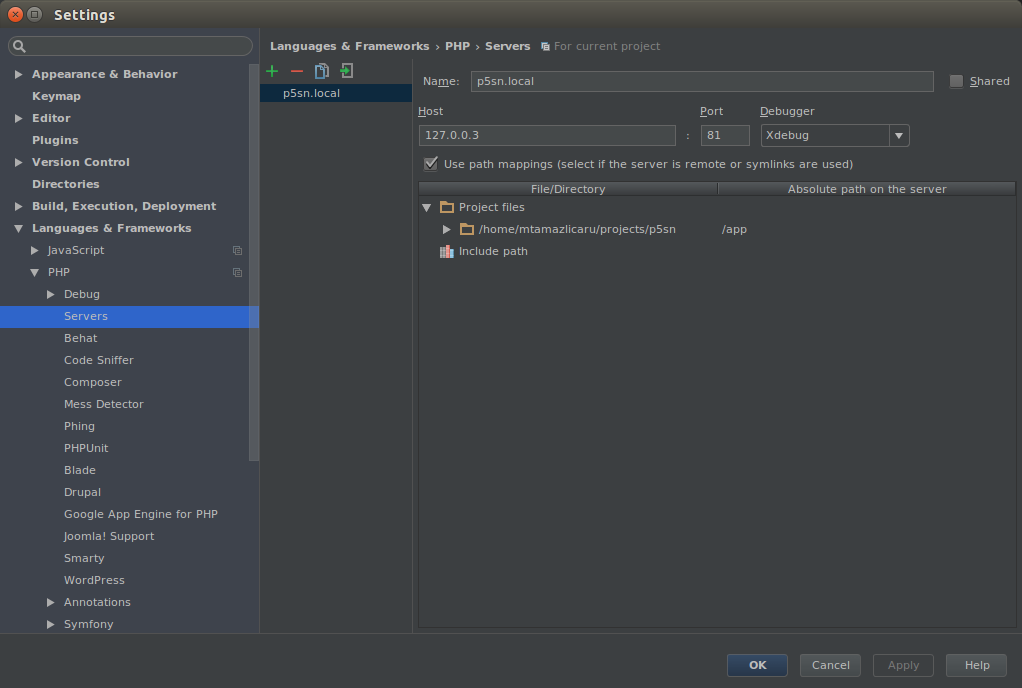 Settings
Appearance & Behavior
Keymap
Editor
Plugins
Version Control
Directories
Build, Execution, Deployment
Languages & Frameworks
JavaScript
PHP
Debug
Servers
Behat
Code Sniffer
Composer
Mess Detector
Phing
PHPUnit
Blade
Drupal
Google App Engine for PHP
Joomla! Support
Smarty
WordPress
Annotations
Symfony
Languages & Frameworks › PHP › Servers For current project
p5sn.local
Name: p5sn.local Shared
Host Port Debugger
127.0.0.3 : 81 Xdebug
Use path mappings (select if the server is remote or symlinks are used)
File/Directory Absolute path on the server
Project files
/home/mtamazlicaru/projects/p5sn /app
Include path
OK Cancel Apply Help